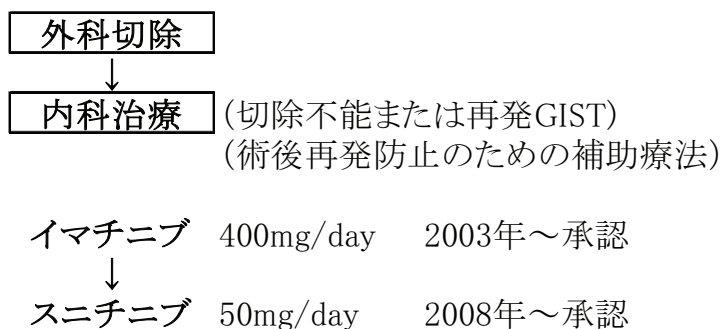 外科切除
↓
内科治療 (切除不能または再発GIST)
(術後再発防止のための補助療法)
イマチニブ 400mg/day 2003年～承認
↓
スニチニブ 50mg/day 2008年～承認